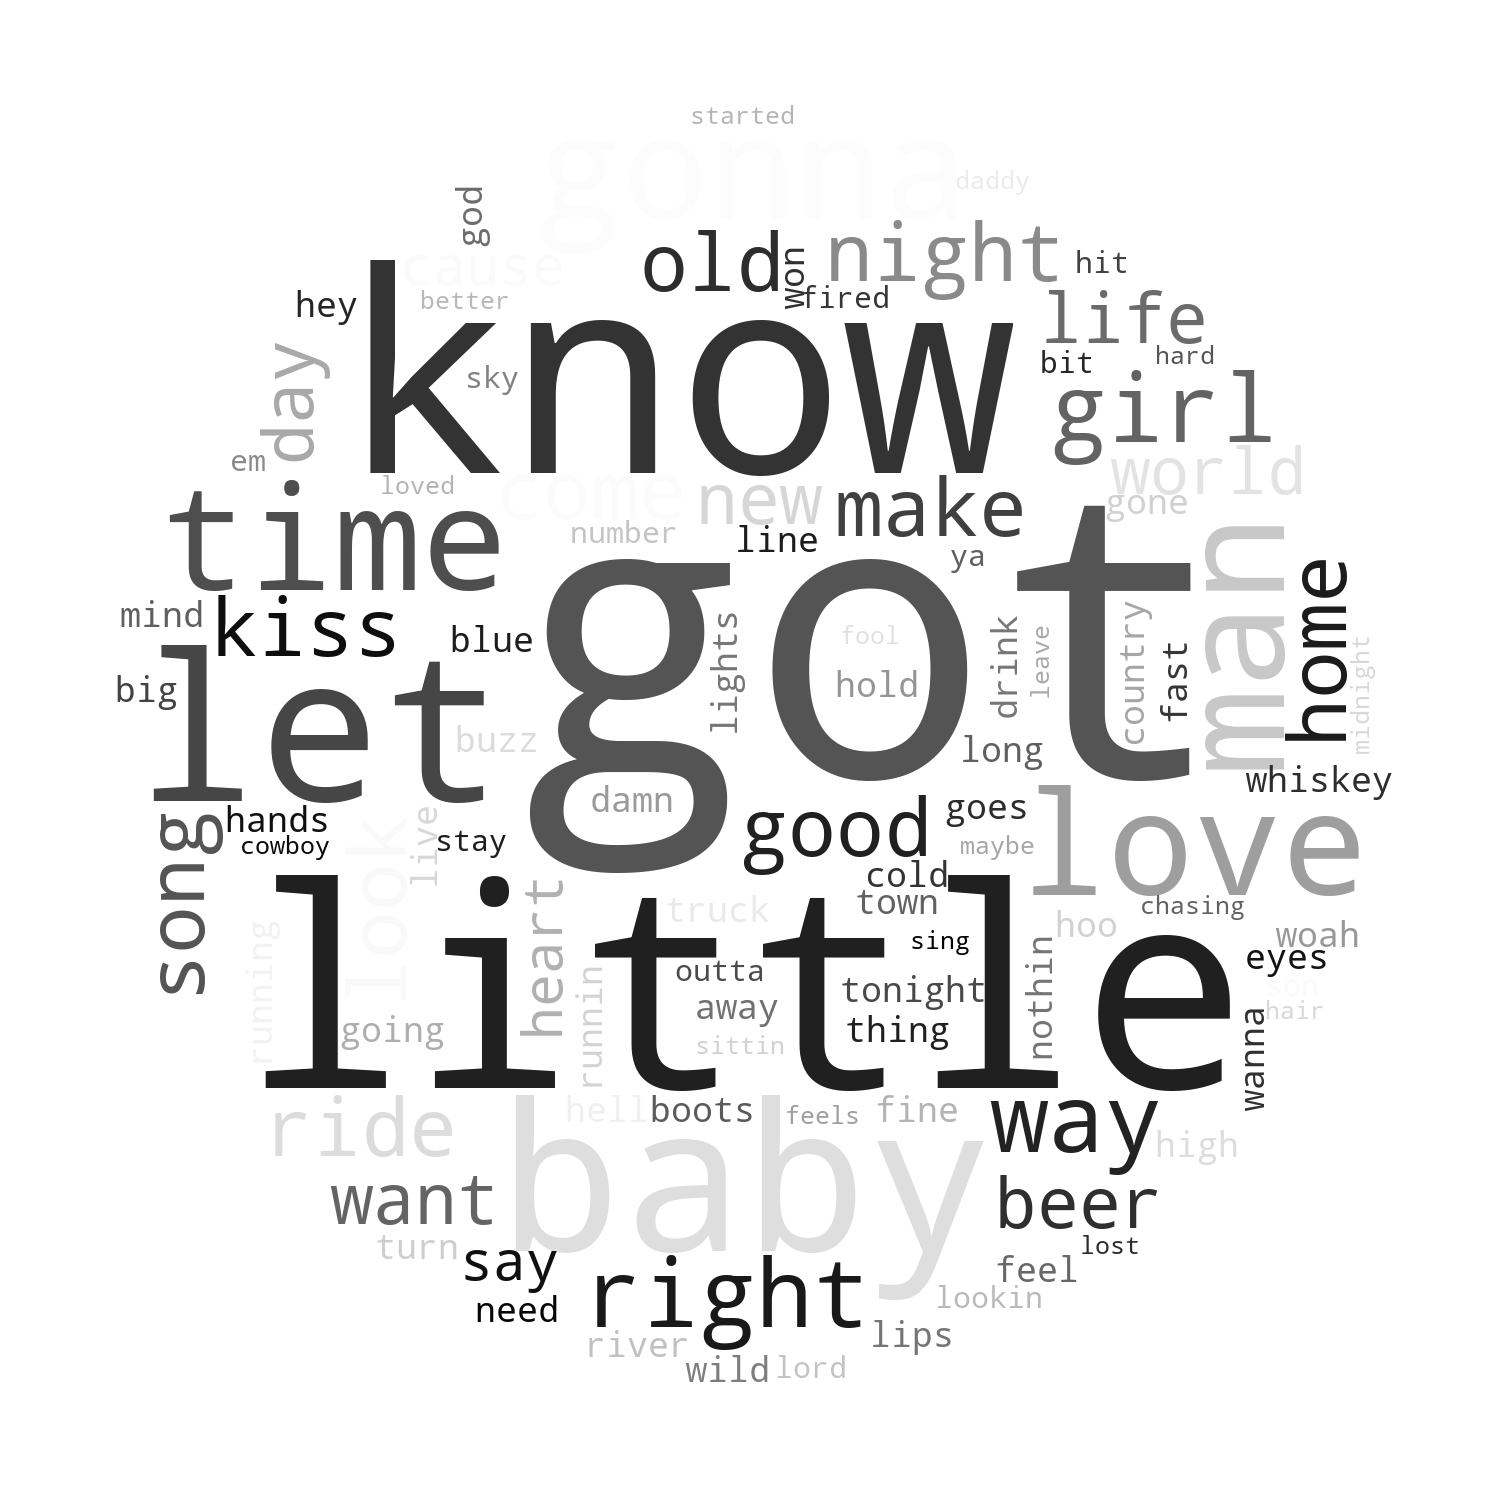 started
gonna
daddy
god
old
night
won
hit
cause
hey
better
fired
life
know
bit
hard
day
sky
girl
em
world
loved
come
new
make
gone
time
number
line
ya
got
man
mind
kiss
blue
lights
fool
drink
leave
country
fast
home
midnight
let
big
hold
buzz
long
whiskey
damn
song
hands
cowboy
look
live
stay
good
goes
love
maybe
cold
little
heart
truck
town
hoo
chasing
woah
running
runnin
outta
sing
nothin
eyes
son
hair
going
away
sittin
tonight
thing
wanna
ride
baby
hell
boots
feels
fine
way
high
want
beer
turn
say
lost
feel
need
right
lookin
river
lips
wild
lord